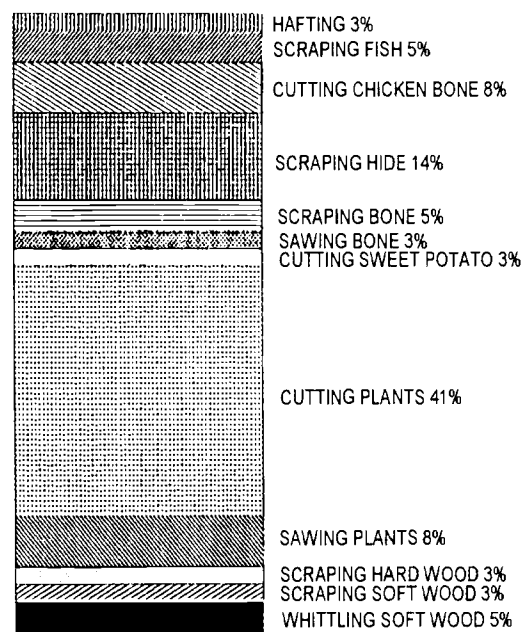 HAFTING 3%
SCRAPING FISH 5%
CUTTING CHICKEN BONE 8%
SCRAPING HIDE 14%
SCRAPING BONE 5%
SAWING BONE 3%
CUTTING SWEET POTATO 3%
CUTTING PLANTS 41%
SAWING PLANTS 8%
SCRAPING HARD WOOD 3%
SCRAPING SOFT WOOD 3%
WHITTLING SOFT WOOD 5%